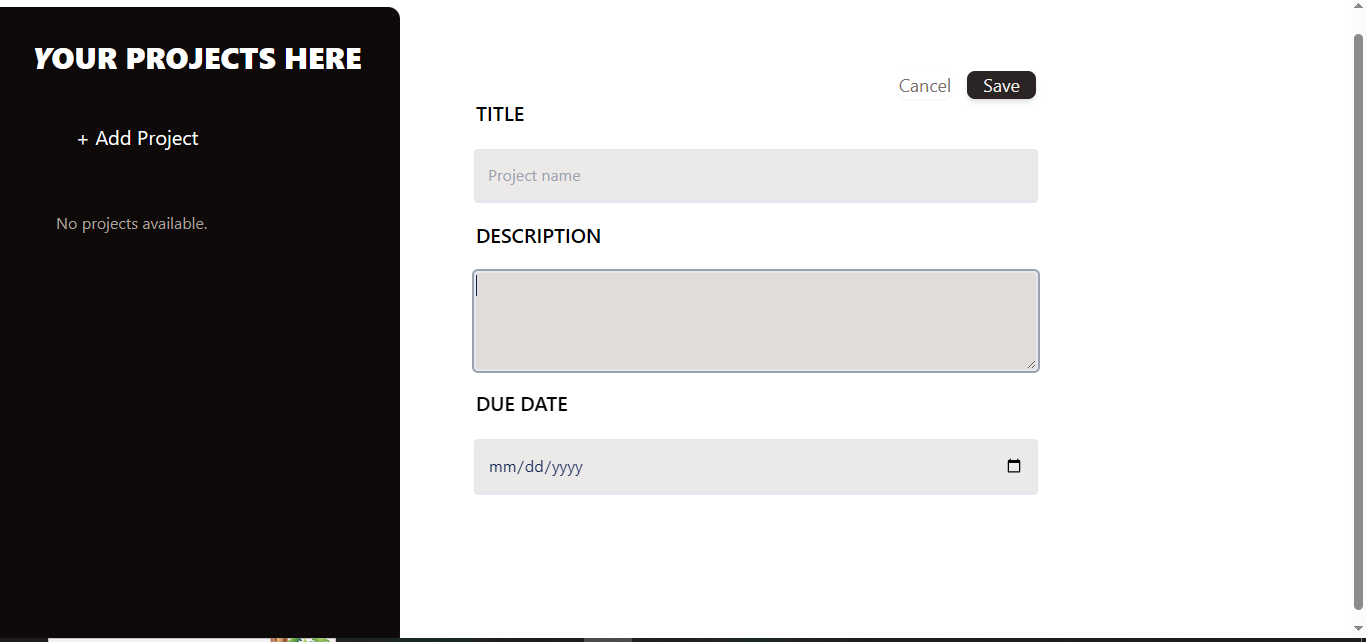 YOUR PROJECTS HERE
+ Add Project
No projects available.
Cancel Save
TITLE
Project name
DESCRIPTION
DUE DATE
mm/dd/yyyy